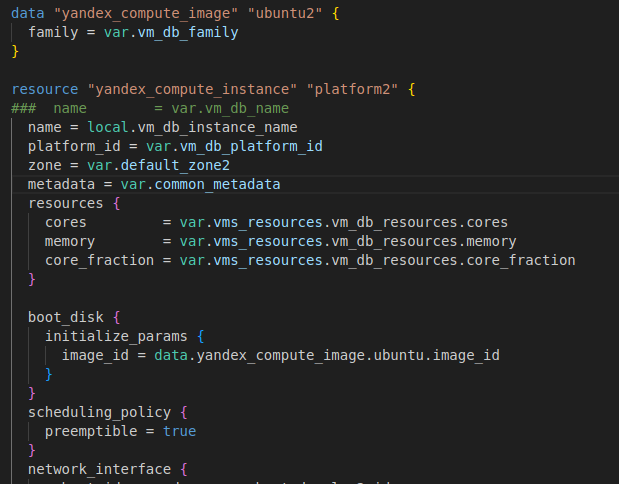 data "yandex_compute_image" "ubuntu2" {
  family = var.vm_db_family
}

resource "yandex_compute_instance" "platform2" {
###  name        = var.vm_db_name
  name = local.vm_db_instance_name
  platform_id = var.vm_db_platform_id
  zone = var.default_zone2
  metadata = var.common_metadata
  resources {
    cores         = var.vms_resources.vm_db_resources.cores
    memory        = var.vms_resources.vm_db_resources.memory
    core_fraction = var.vms_resources.vm_db_resources.core_fraction
  }

  boot_disk {
    initialize_params {
      image_id = data.yandex_compute_image.ubuntu.image_id
    }
  }
  scheduling_policy {
    preemptible = true
  }
  network_interface {